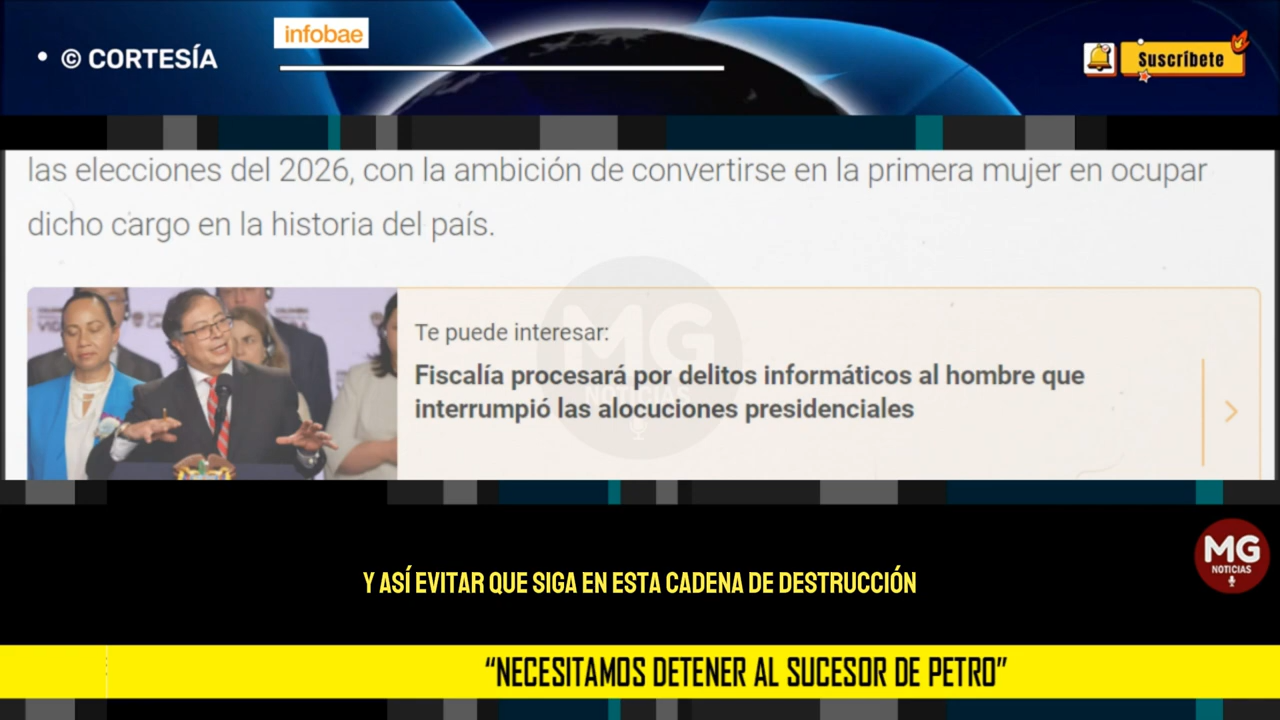 infobae
• © CORTESÍA
Suscríbete
las elecciones del 2026, con la ambición de convertirse en la primera mujer en ocupar
dicho cargo en la historia del país.
Te puede interesar:
Fiscalía procesará por delitos informáticos al hombre que
interrumpió las alocuciones presidenciales
MG
NOTICIAS
Y ASÍ EVITAR QUE SIGA EN ESTA CADENA DE DESTRUCCIÓN
MG
NOTICIAS
“NECESITAMOS DETENER AL SUCESOR DE PETRO”